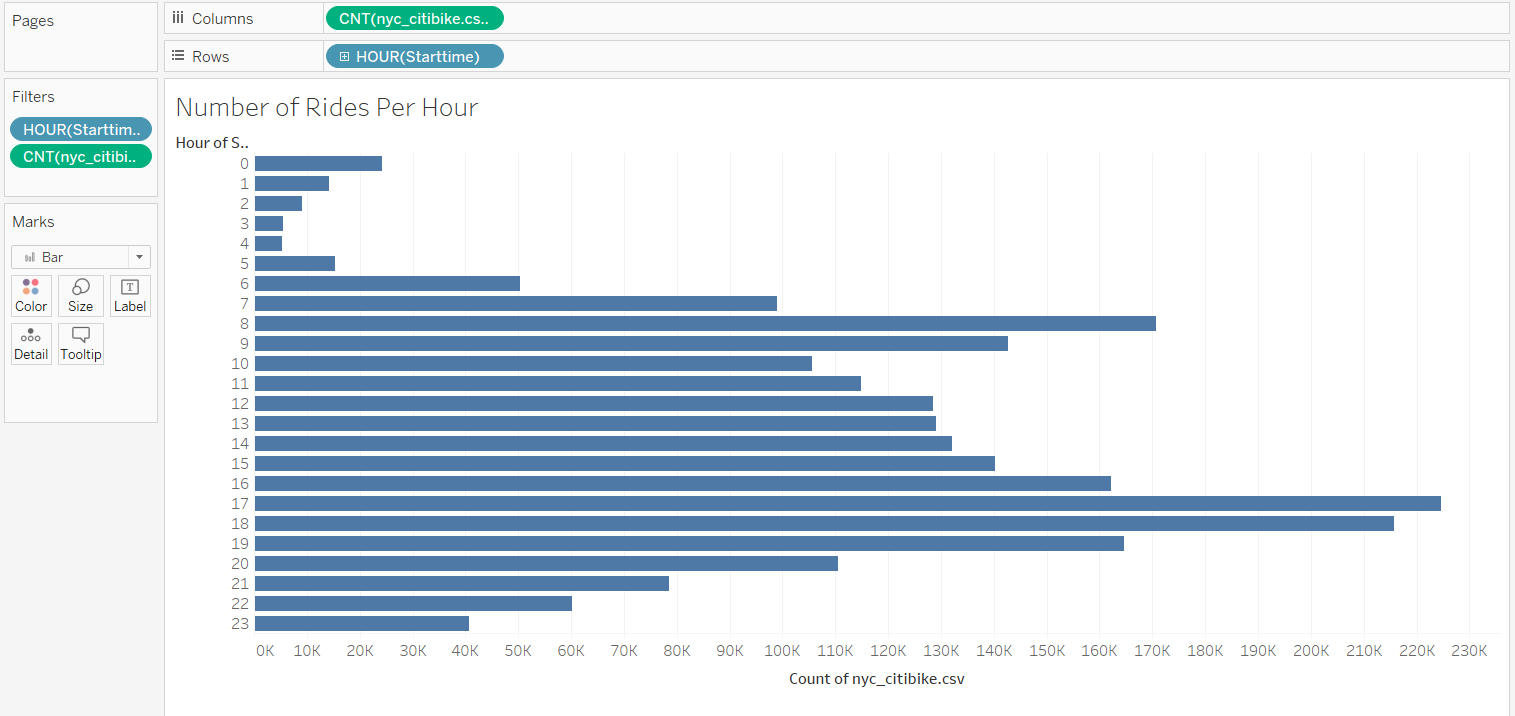 Pages
Columns
CNT(nyc_citibike.cs..
Rows
HOUR(Starttime)
Filters
HOUR(Starttim..
CNT(nyc_citibi..
Marks
Bar
Color
Size
T
Label
Detail
Tooltip
Number of Rides Per Hour
Hour of S..
0
1
2
3
4
5
6
7
8
9
10
11
12
13
14
15
16
17
18
19
20
21
22
23
0K 10K 20K 30K 40K 50K 60K 70K 80K 90K 100K 110K 120K 130K 140K 150K 160K 170K 180K 190K 200K 210K 220K 230K
Count of nyc_citibike.csv